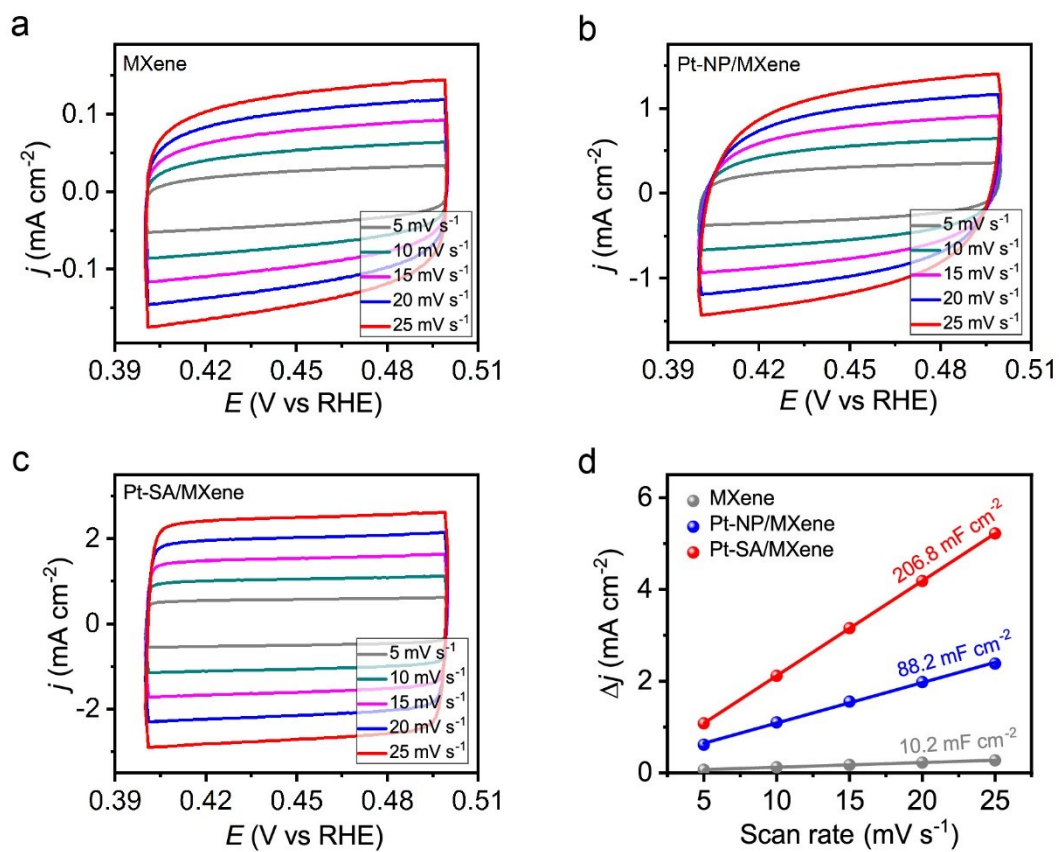 a
MXene
0.1
0.0
-0.1
j (mA cm⁻²)
5 mV s⁻¹
10 mV s⁻¹
15 mV s⁻¹
20 mV s⁻¹
25 mV s⁻¹
0.39 0.42 0.45 0.48 0.51
E (V vs RHE)
b
Pt-NP/MXene
1
0
-1
j (mA cm⁻²)
5 mV s⁻¹
10 mV s⁻¹
15 mV s⁻¹
20 mV s⁻¹
25 mV s⁻¹
0.39 0.42 0.45 0.48 0.51
E (V vs RHE)
c
Pt-SA/MXene
2
0
-2
j (mA cm⁻²)
5 mV s⁻¹
10 mV s⁻¹
15 mV s⁻¹
20 mV s⁻¹
25 mV s⁻¹
0.39 0.42 0.45 0.48 0.51
E (V vs RHE)
d
MXene
Pt-NP/MXene
Pt-SA/MXene
206.8 mF cm⁻²
88.2 mF cm⁻²
10.2 mF cm⁻²
6
4
2
0
Δj (mA cm⁻²)
5 10 15 20 25
Scan rate (mV s⁻¹)